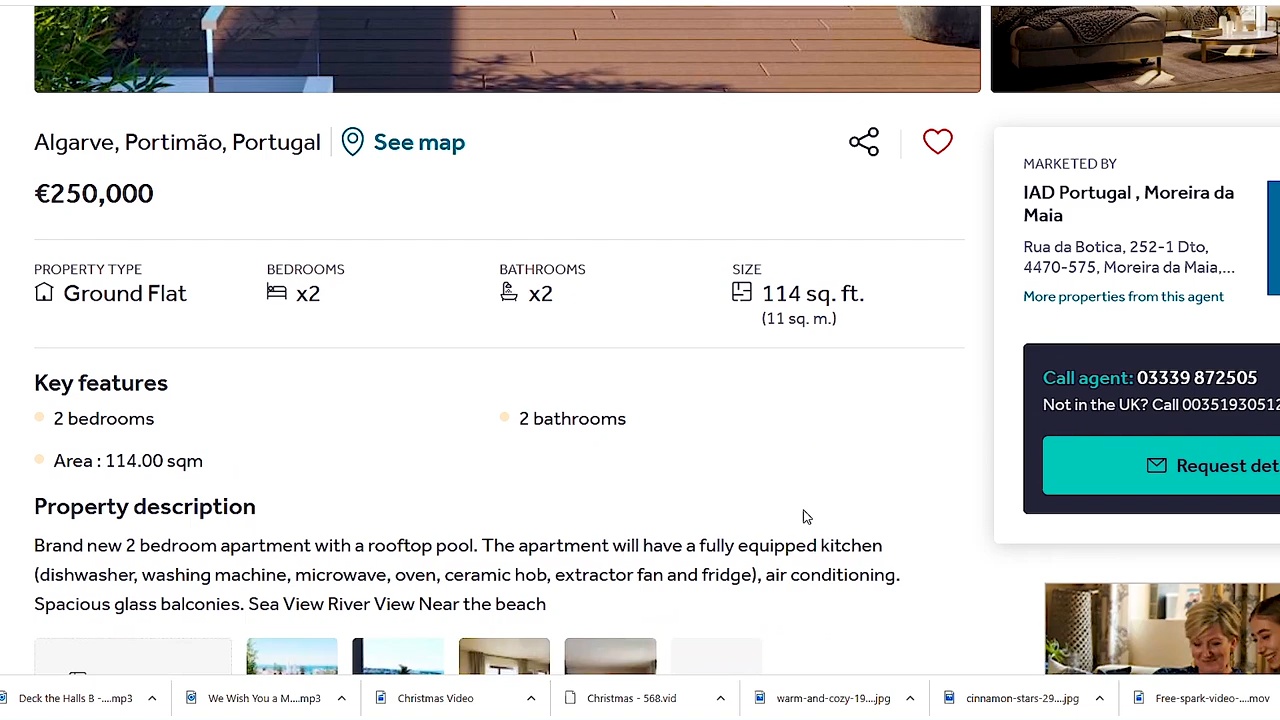 Algarve, Portimão, Portugal
See map
€250,000
PROPERTY TYPE
Ground Flat
BEDROOMS
x2
BATHROOMS
x2
SIZE
114 sq. ft.
(11 sq. m.)
Key features
2 bedrooms
2 bathrooms
Area : 114.00 sqm
Property description
Brand new 2 bedroom apartment with a rooftop pool. The apartment will have a fully equipped kitchen
(dishwasher, washing machine, microwave, oven, ceramic hob, extractor fan and fridge), air conditioning.
Spacious glass balconies. Sea View River View Near the beach
MARKETED BY
IAD Portugal , Moreira da
Maia
Rua da Botica, 252-1 Dto,
4470-575, Moreira da Maia,...
More properties from this agent
Call agent: 03339 872505
Not in the UK? Call 0035193051
Request det
Deck the Halls B -....mp3
We Wish You a M....mp3
Christmas Video
Christmas - 568.vid
warm-and-cozy-19....jpg
cinnamon-stars-29....jpg
Free-spark-video-....mov